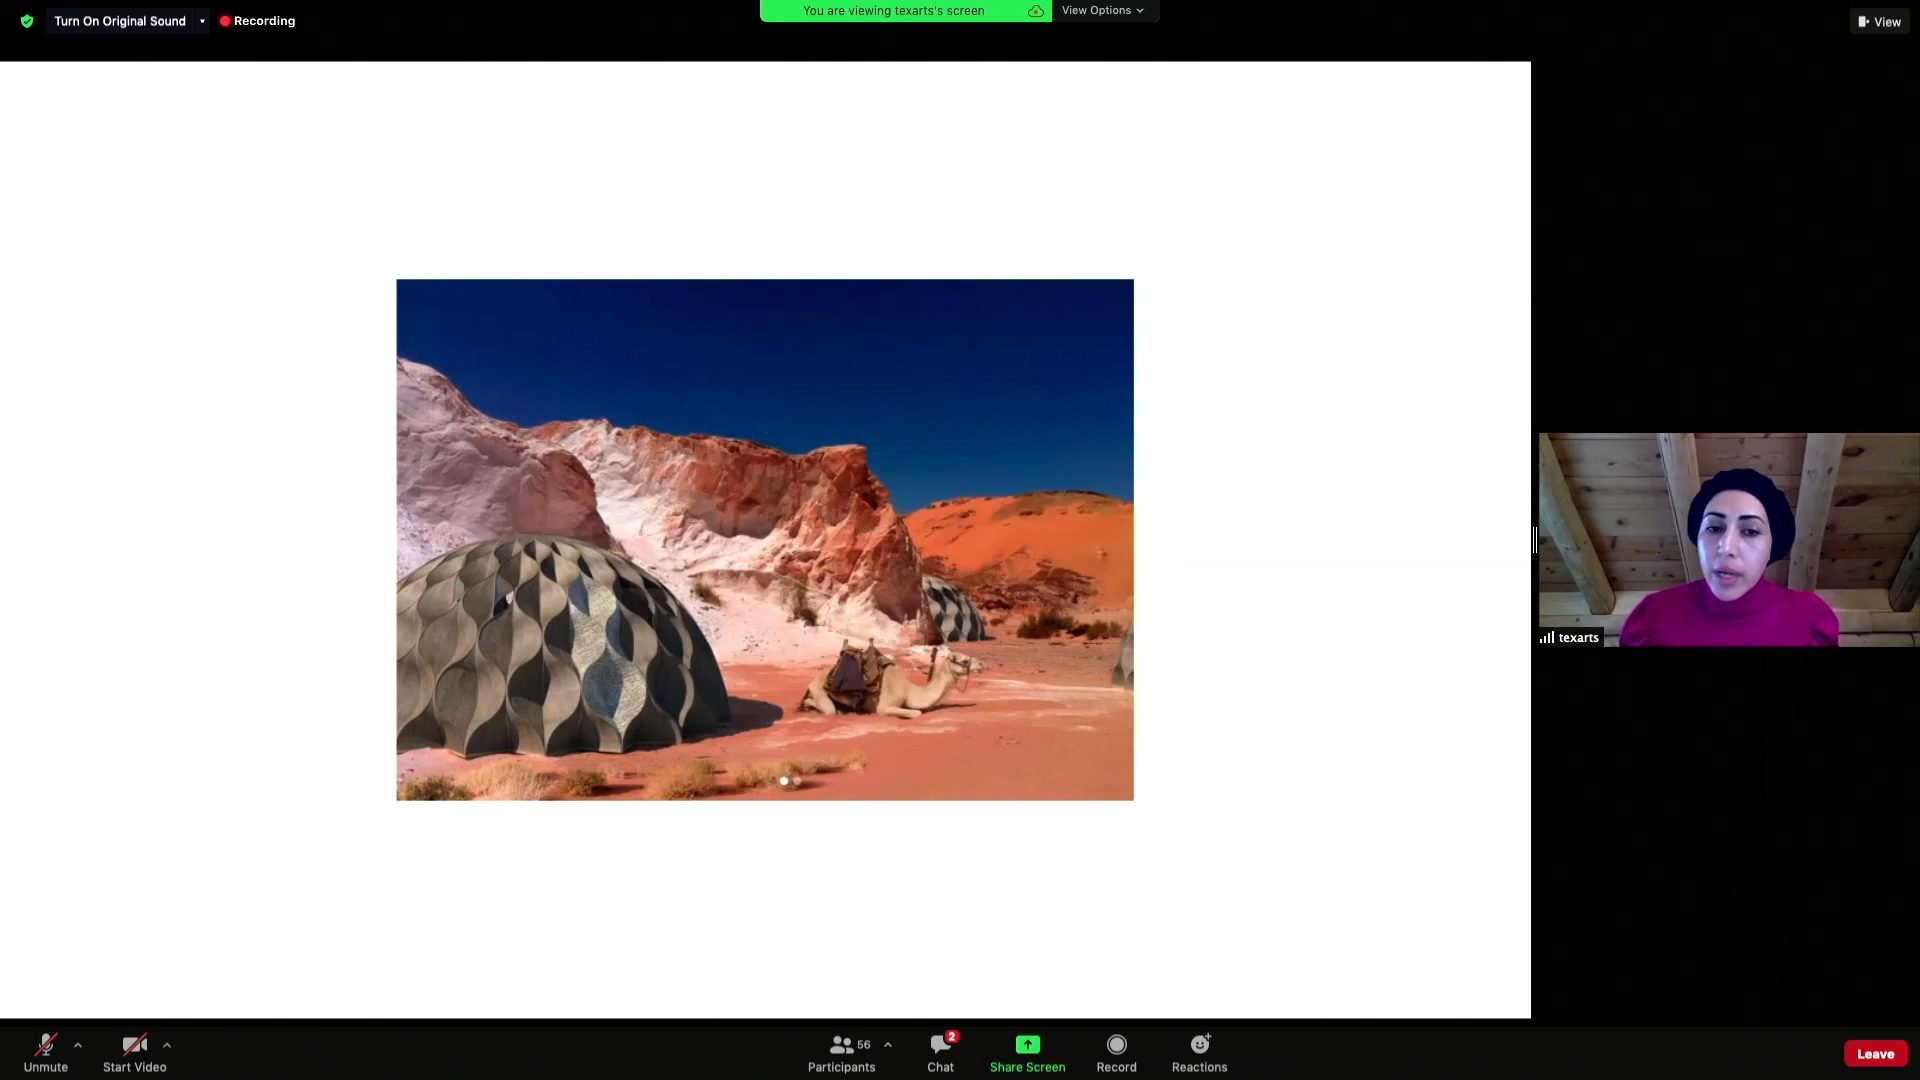 Turn On Original Sound
Recording
You are viewing texarts's screen
View Options
View
texarts
Unmute
Start Video
56
Participants
2
Chat
Share Screen
Record
Reactions
Leave